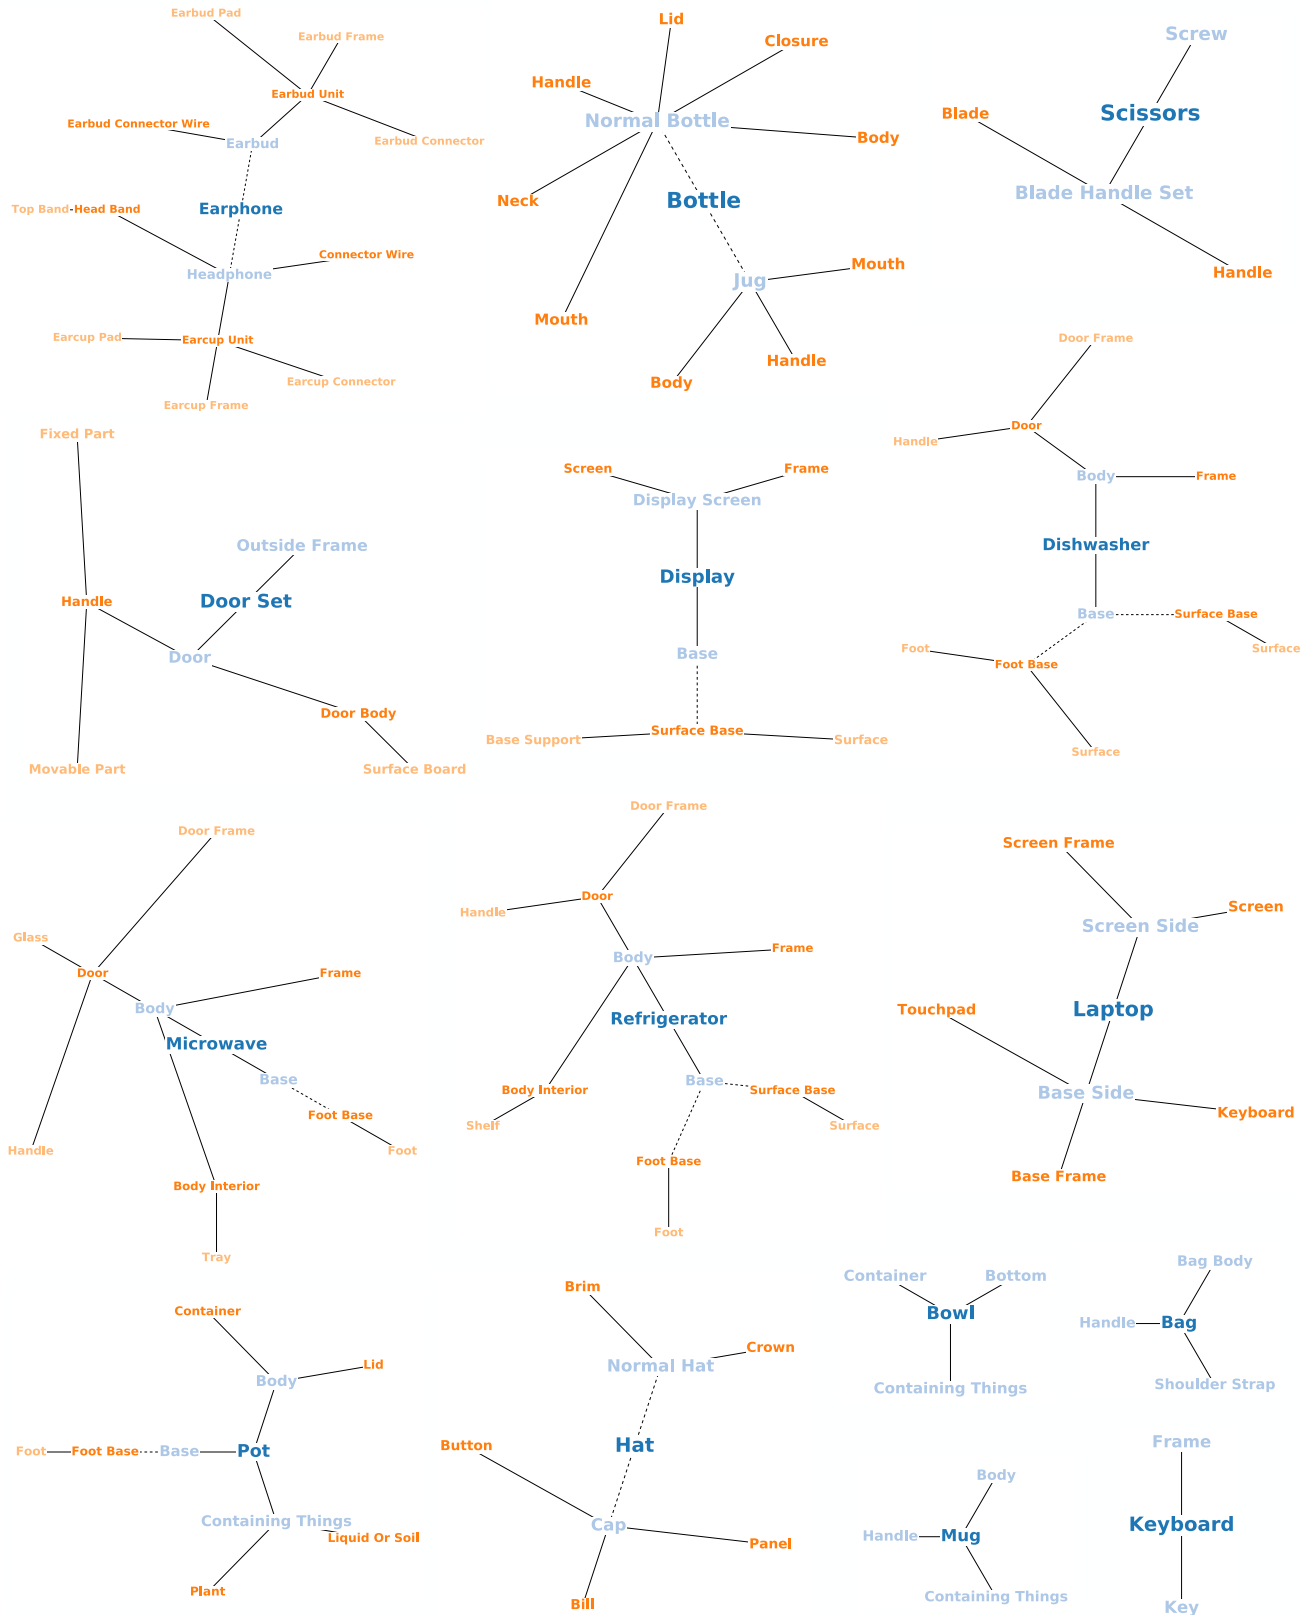 Earbud Pad
Earbud Frame
Earbud Unit
Earbud Connector Wire
Earbud Connector
Earbud
Top Band
Head Band
Earphone
Connector Wire
Headphone
Earcup Pad
Earcup Unit
Earcup Connector
Earcup Frame
Lid
Closure
Handle
Normal Bottle
Body
Neck
Bottle
Mouth
Jug
Mouth
Handle
Body
Screw
Scissors
Blade
Blade Handle Set
Handle
Fixed Part
Outside Frame
Handle
Door Set
Door
Door Body
Movable Part
Surface Board
Screen
Frame
Display Screen
Display
Base
Surface Base
Base Support
Surface
Door Frame
Door
Handle
Body
Frame
Dishwasher
Base
Surface Base
Foot
Surface
Foot Base
Surface
Door Frame
Glass
Door
Frame
Body
Microwave
Base
Foot Base
Handle
Foot
Body Interior
Tray
Door Frame
Door
Handle
Frame
Body
Refrigerator
Base
Body Interior
Surface Base
Shelf
Surface
Foot Base
Foot
Screen Frame
Screen
Screen Side
Touchpad
Laptop
Base Side
Keyboard
Base Frame
Container
Lid
Body
Foot
Foot Base
Base
Pot
Containing Things
Liquid Or Soil
Plant
Brim
Crown
Normal Hat
Button
Hat
Cap
Panel
Bill
Container
Bottom
Bowl
Containing Things
Bag Body
Handle
Bag
Shoulder Strap
Body
Handle
Mug
Containing Things
Frame
Keyboard
Key